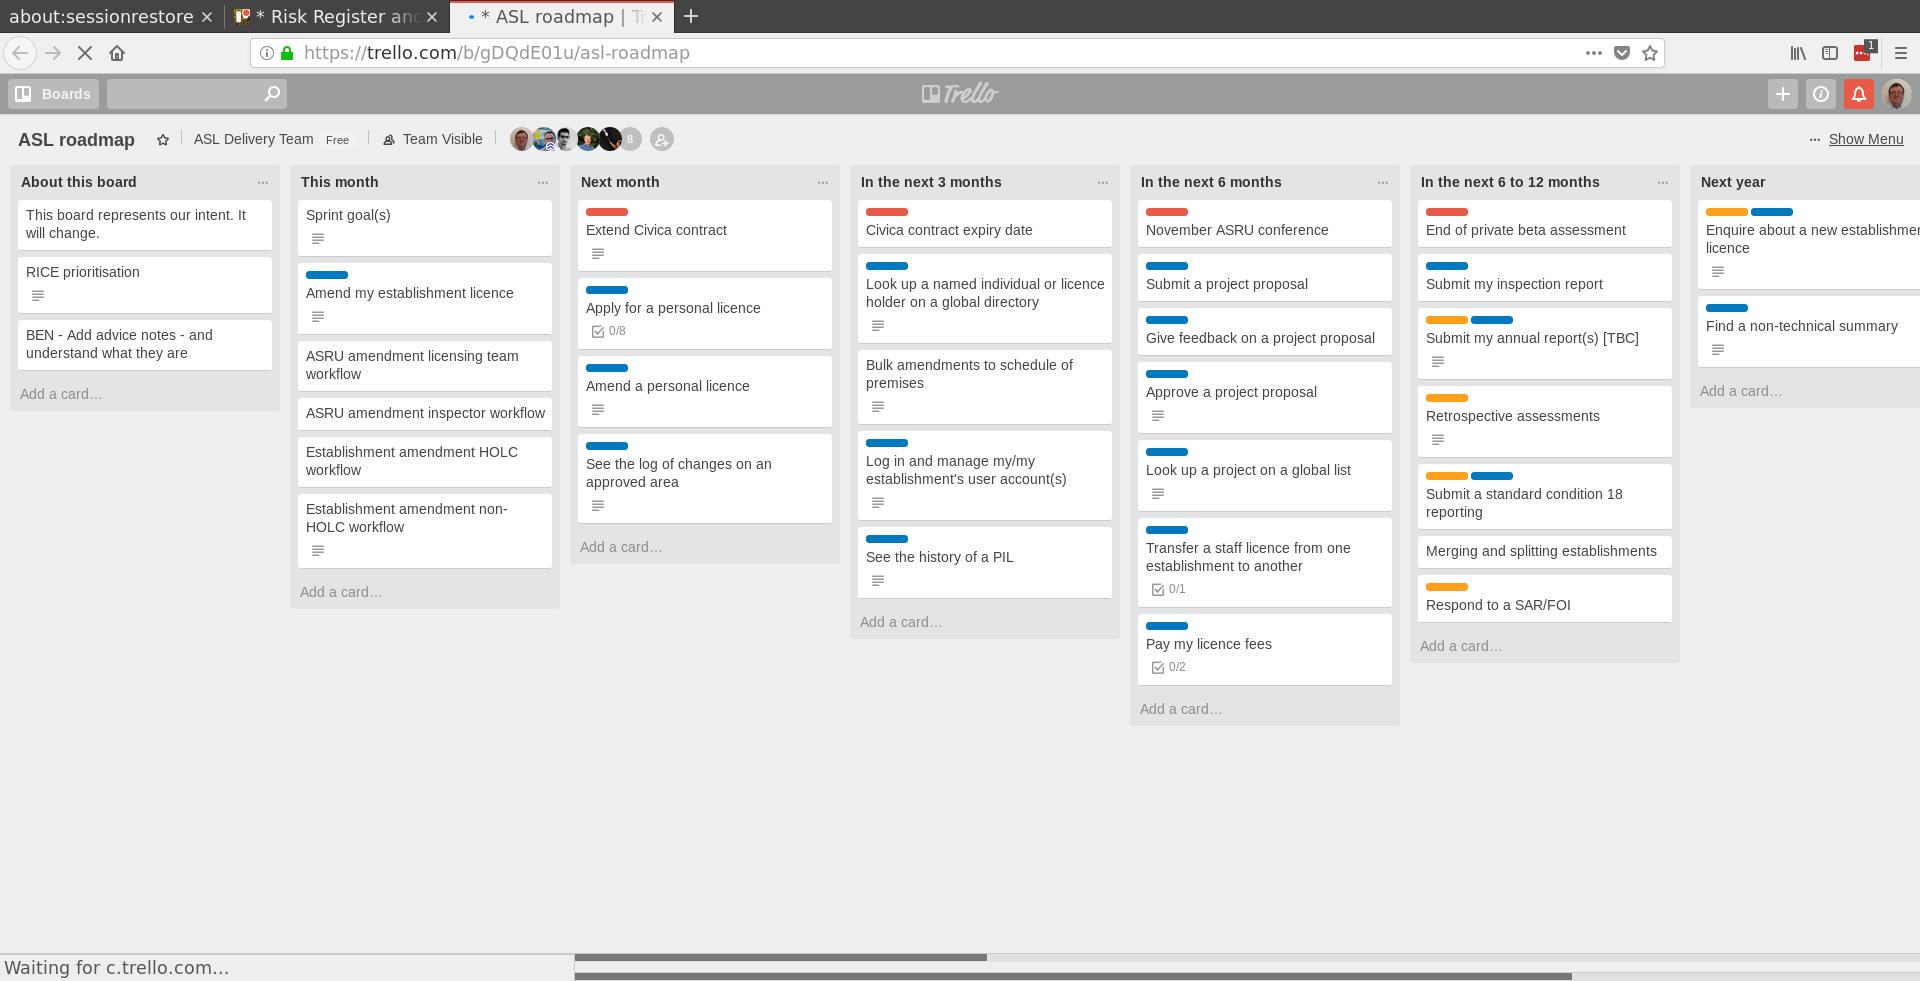 about:sessionrestore
* Risk Register and
* ASL roadmap | T
https://trello.com/b/gDQdE01u/asl-roadmap
1
Boards
Trello
ASL roadmap
ASL Delivery Team
Free
Team Visible
8
Show Menu
About this board
This board represents our intent. It
will change.
RICE prioritisation
BEN - Add advice notes - and
understand what they are
Add a card…
This month
Sprint goal(s)
Amend my establishment licence
ASRU amendment licensing team
workflow
ASRU amendment inspector workflow
Establishment amendment HOLC
workflow
Establishment amendment non-
HOLC workflow
Add a card…
Next month
Extend Civica contract
Apply for a personal licence
0/8
Amend a personal licence
See the log of changes on an
approved area
Add a card…
In the next 3 months
Civica contract expiry date
Look up a named individual or licence
holder on a global directory
Bulk amendments to schedule of
premises
Log in and manage my/my
establishment's user account(s)
See the history of a PIL
Add a card…
In the next 6 months
November ASRU conference
Submit a project proposal
Give feedback on a project proposal
Approve a project proposal
Look up a project on a global list
Transfer a staff licence from one
establishment to another
0/1
Pay my licence fees
0/2
Add a card…
In the next 6 to 12 months
End of private beta assessment
Submit my inspection report
Submit my annual report(s) [TBC]
Retrospective assessments
Submit a standard condition 18
reporting
Merging and splitting establishments
Respond to a SAR/FOI
Add a card…
Next year
Enquire about a new establishmen
licence
Find a non-technical summary
Add a card…
Waiting for c.trello.com…